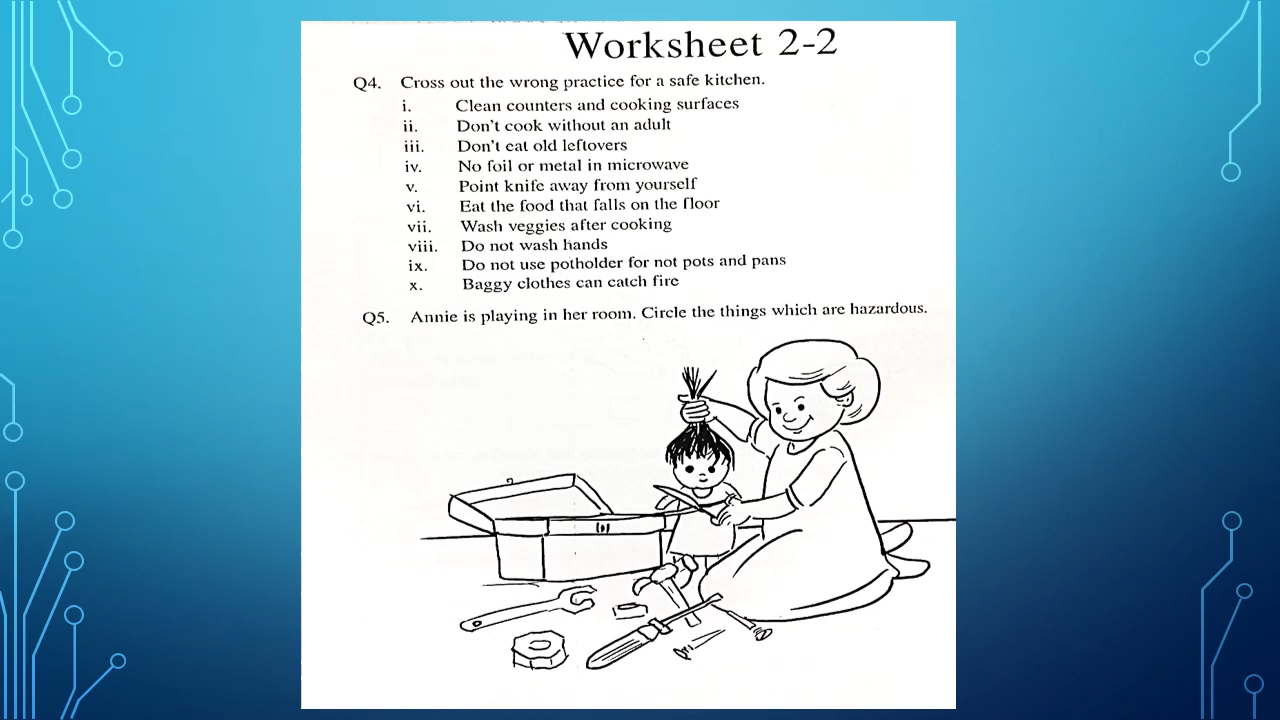 Worksheet 2-2
Q4. Cross out the wrong practice for a safe kitchen.
i. Clean counters and cooking surfaces
ii. Don't cook without an adult
iii. Don't eat old leftovers
iv. No foil or metal in microwave
v. Point knife away from yourself
vi. Eat the food that falls on the floor
vii. Wash veggies after cooking
viii. Do not wash hands
ix. Do not use potholder for not pots and pans
x. Baggy clothes can catch fire
Q5. Annie is playing in her room. Circle the things which are hazardous.